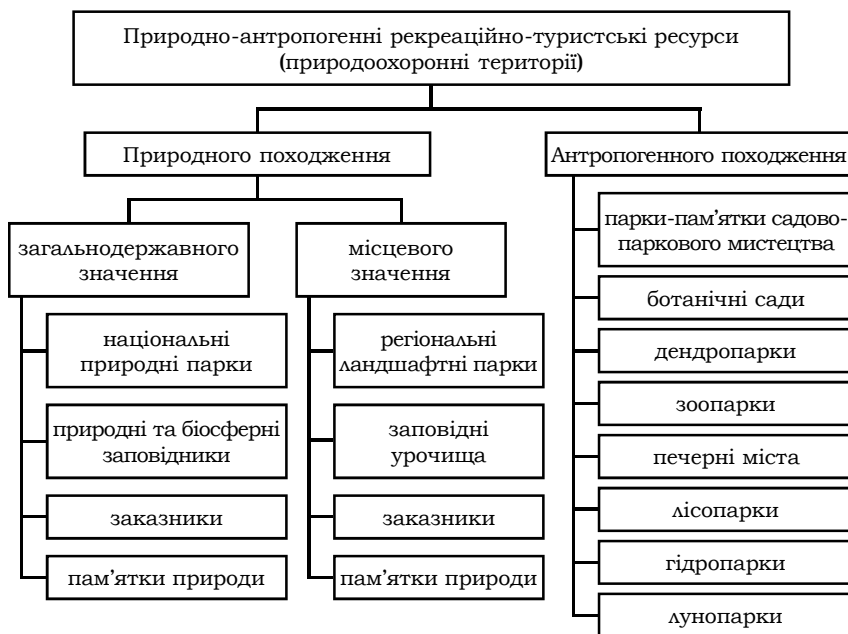 Природно-антропогенні рекреаційно-туристські ресурси
(природоохоронні території)
Природного походження
Антропогенного походження
загальнодержавного
значення
місцевого
значення
національні
природні парки
природні та біосферні
заповідники
заказники
пам’ятки природи
регіональні
ландшафтні парки
заповідні
урочища
заказники
пам’ятки природи
парки-пам’ятки садово-
паркового мистецтва
ботанічні сади
дендропарки
зоопарки
печерні міста
лісопарки
гідропарки
лунопарки